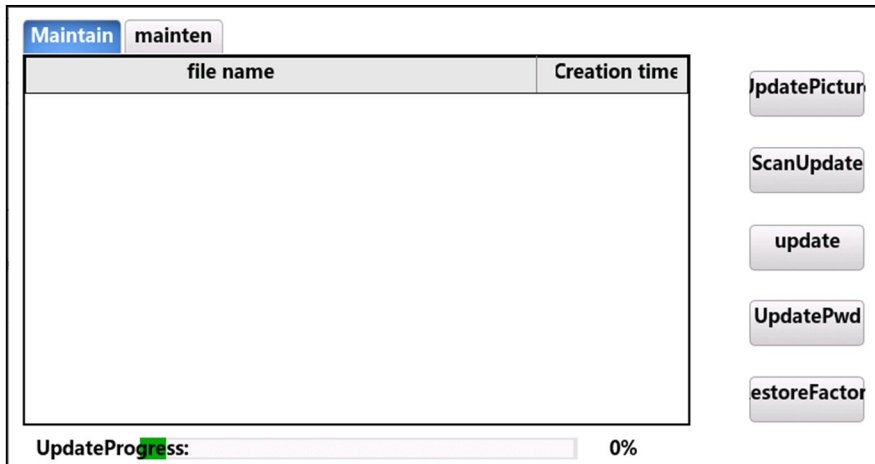 Maintain mainten
file name Creation time
UpdatePictur
ScanUpdate
update
UpdatePwd
estoreFactor
UpdateProgress: 0%